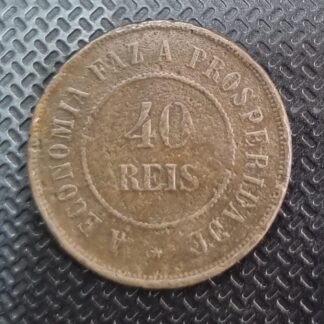 A ECONOMIA FAZ A PROSPERIDADE
40
REIS